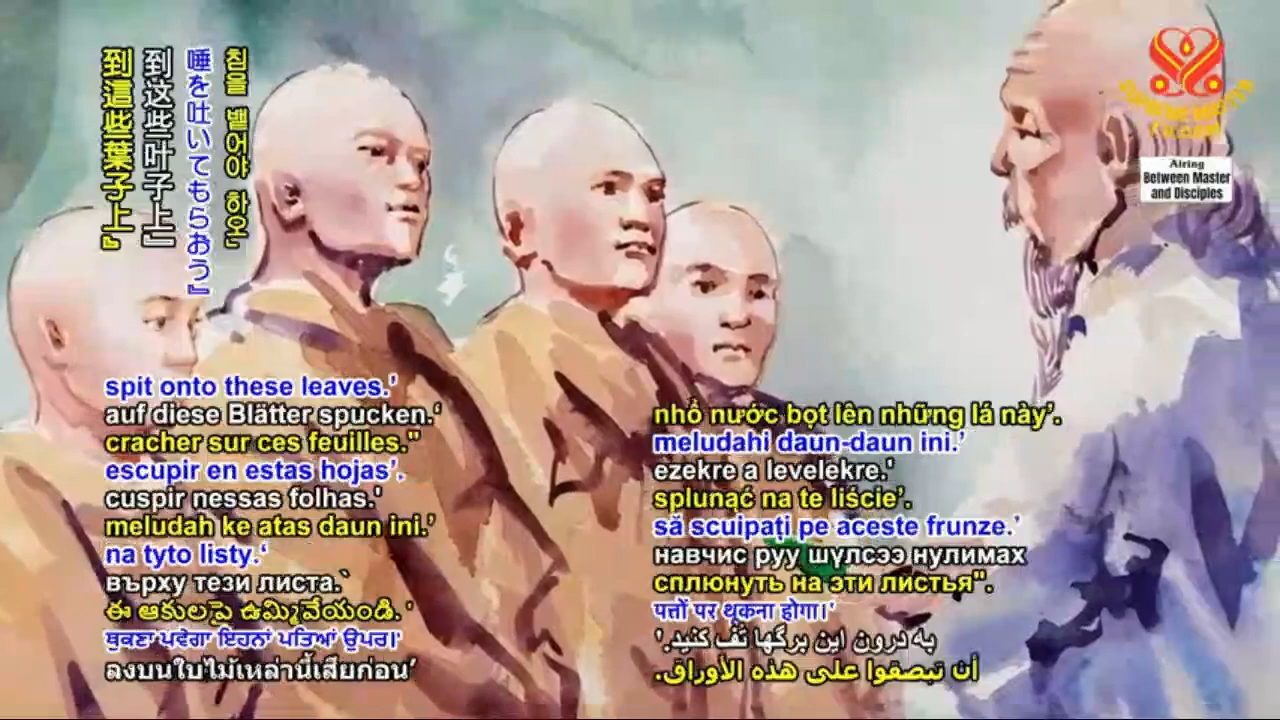 到這些葉子上』
到这些叶子上』
唾を吐いてもらおう』
침을 뱉어야 하오』
SUPREME MASTER
TV.COM
Airing
Between Master
and Disciples
spit onto these leaves.'
auf diese Blätter spucken.‘
cracher sur ces feuilles."
escupir en estas hojas’.
cuspir nessas folhas.'
meludah ke atas daun ini.’
na tyto listy.‘
върху тези листа.`
ఈ ఆకులపై ఉమ్మివేయండి. '
ਥੁਕਣਾ ਪਵੇਗਾ ਇਹਨਾਂ ਪਤਿਆਂ ਉਪਰ।'
ลงบนใบไม้เหล่านี้เสียก่อน’
nhổ nước bọt lên những lá này’.
meludahi daun-daun ini.’
ezekre a levelekre.'
splunąć na te liście’.
să scuipați pe aceste frunze.’
навчис руу шүлсээ нулимах
сплюнуть на эти листья".
पत्तों पर थूकना होगा।'
به درون این برگها تُف کنید.'
أن تبصقوا على هذه الأوراق.